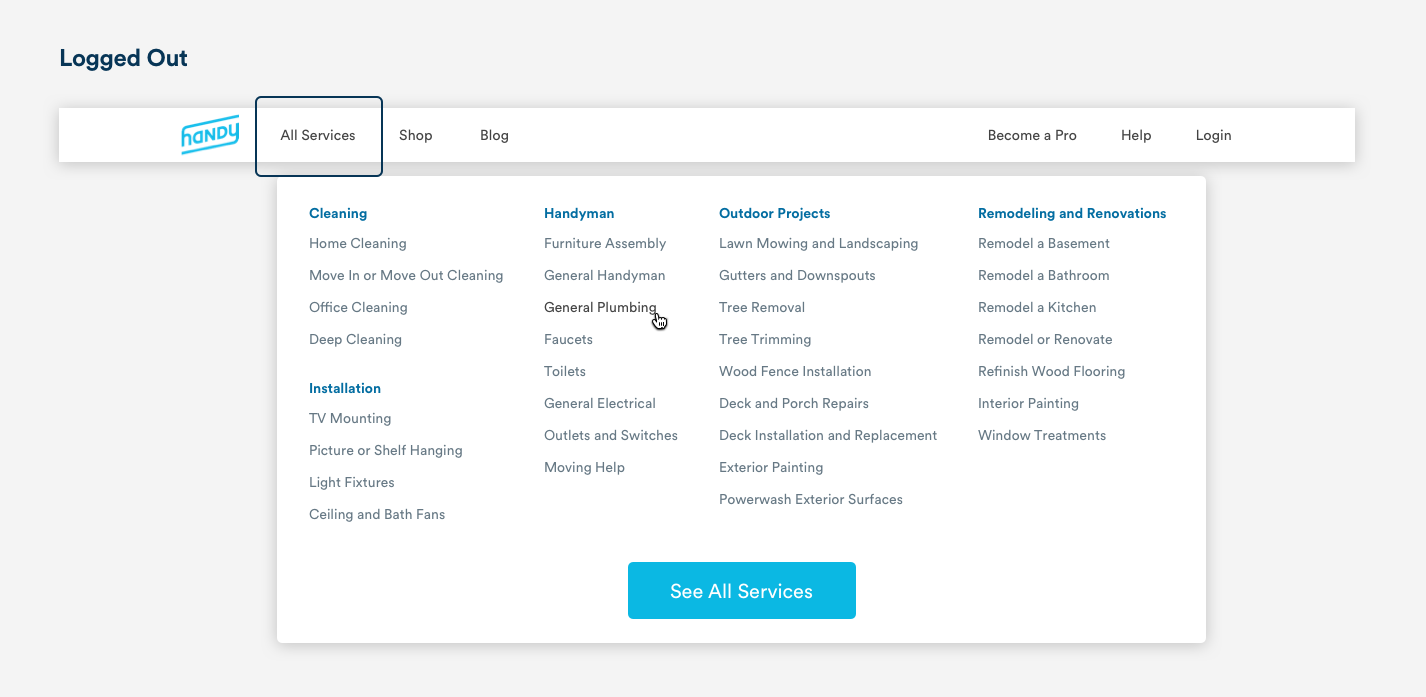 Logged Out
handy
All Services
Shop
Blog
Become a Pro
Help
Login
Cleaning
Home Cleaning
Move In or Move Out Cleaning
Office Cleaning
Deep Cleaning
Installation
TV Mounting
Picture or Shelf Hanging
Light Fixtures
Ceiling and Bath Fans
Handyman
Furniture Assembly
General Handyman
General Plumbing
Faucets
Toilets
General Electrical
Outlets and Switches
Moving Help
Outdoor Projects
Lawn Mowing and Landscaping
Gutters and Downspouts
Tree Removal
Tree Trimming
Wood Fence Installation
Deck and Porch Repairs
Deck Installation and Replacement
Exterior Painting
Powerwash Exterior Surfaces
Remodeling and Renovations
Remodel a Basement
Remodel a Bathroom
Remodel a Kitchen
Remodel or Renovate
Refinish Wood Flooring
Interior Painting
Window Treatments
See All Services